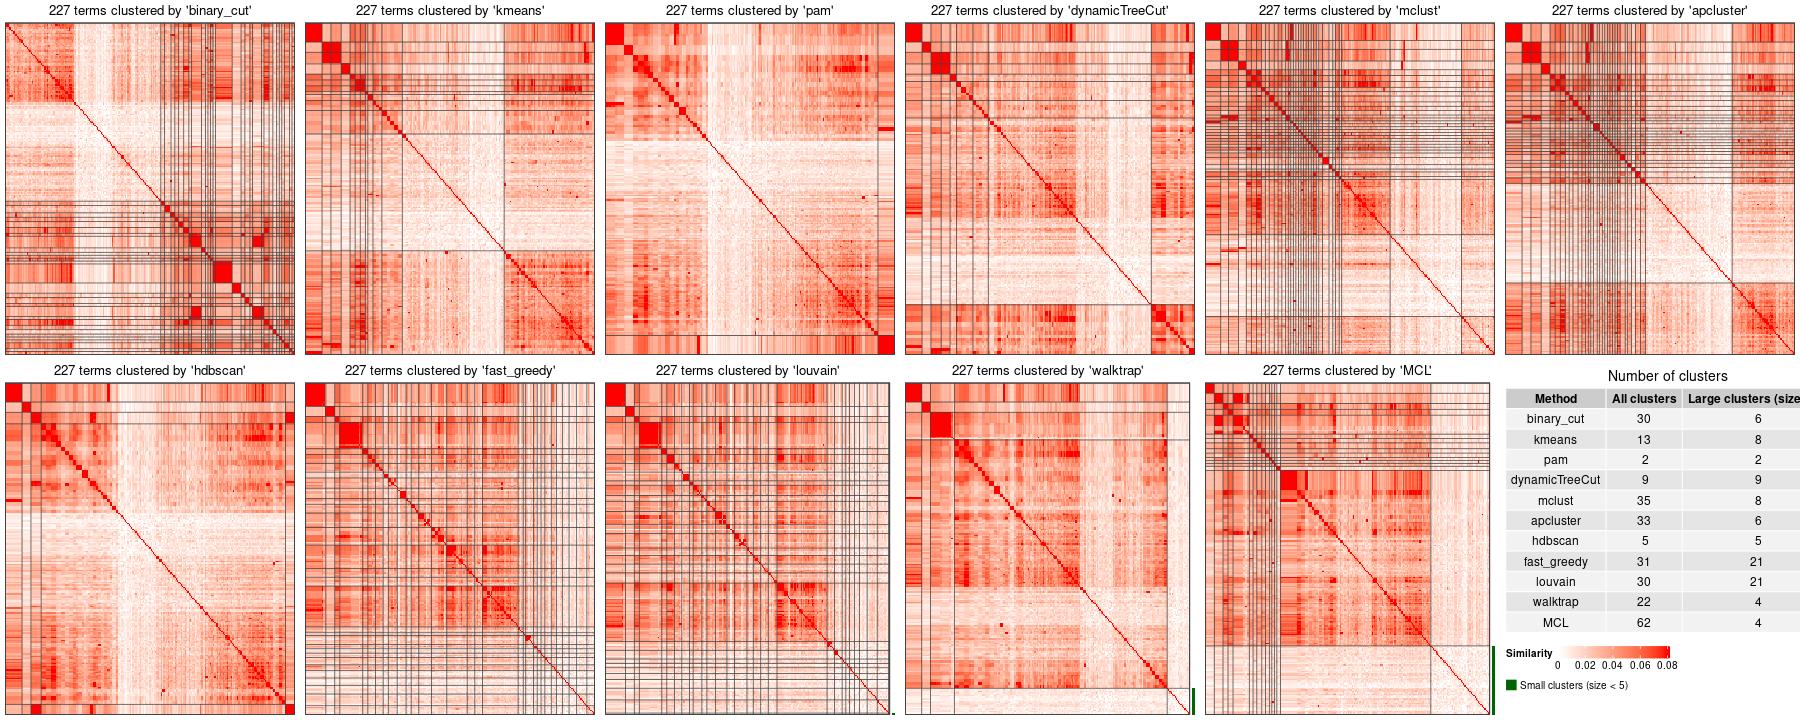 227 terms clustered by 'binary_cut'
227 terms clustered by 'kmeans'
227 terms clustered by 'pam'
227 terms clustered by 'dynamicTreeCut'
227 terms clustered by 'mclust'
227 terms clustered by 'apcluster'
227 terms clustered by 'hdbscan'
227 terms clustered by 'fast_greedy'
227 terms clustered by 'louvain'
227 terms clustered by 'walktrap'
227 terms clustered by 'MCL'
Number of clusters
Method All clusters Large clusters (size
binary_cut 30 6
kmeans 13 8
pam 2 2
dynamicTreeCut 9 9
mclust 35 8
apcluster 33 6
hdbscan 5 5
fast_greedy 31 21
louvain 30 21
walktrap 22 4
MCL 62 4
Similarity
0 0.02 0.04 0.06 0.08
Small clusters (size < 5)